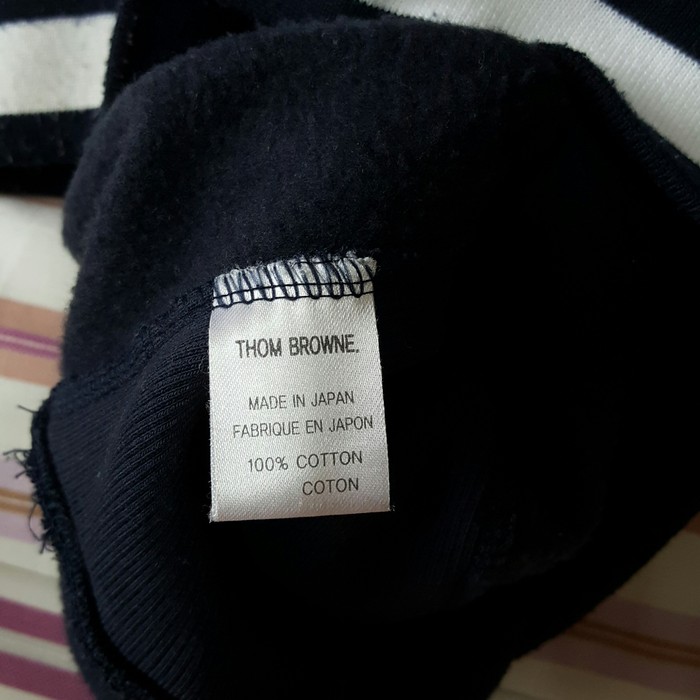 THOM BROWNE.
MADE IN JAPAN
FABRIQUE EN JAPON
100% COTTON
COTON